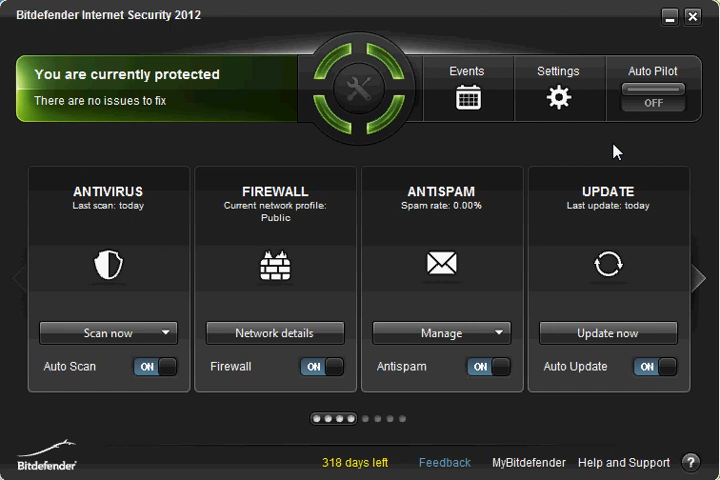 Bitdefender Internet Security 2012
You are currently protected
There are no issues to fix
Events
Settings
Auto Pilot
OFF
ANTIVIRUS
Last scan: today
Scan now
Auto Scan
ON
FIREWALL
Current network profile:
Public
Network details
Firewall
ON
ANTISPAM
Spam rate: 0.00%
Manage
Antispam
ON
UPDATE
Last update: today
Update now
Auto Update
ON
Bitdefender
318 days left
Feedback
MyBitdefender
Help and Support
?